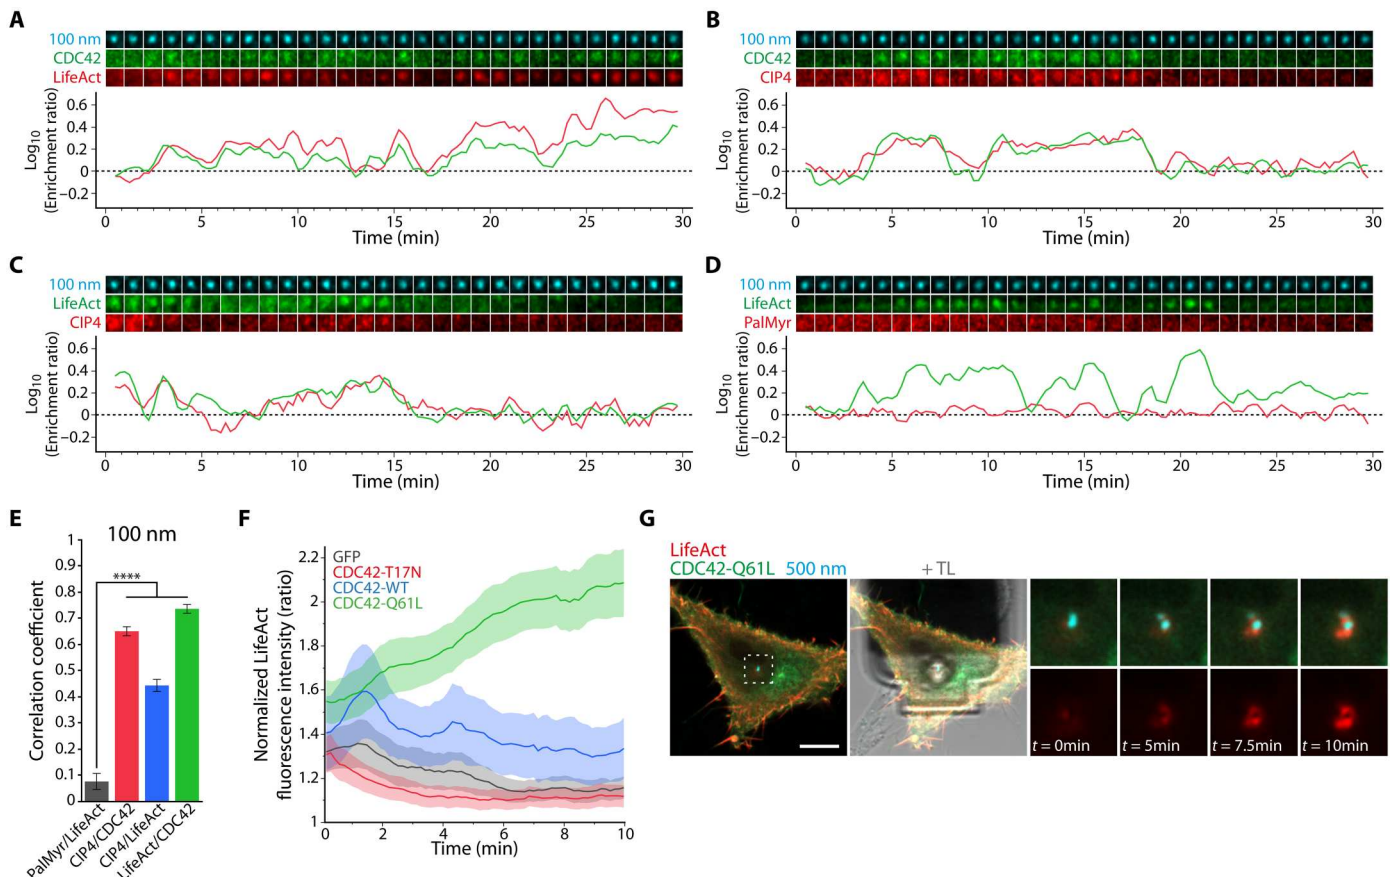 A
100 nm
CDC42
LifeAct
0.6
0.4
0.2
0
−0.2
Log10
(Enrichment ratio)
0 5 10 15 20 25 30
Time (min)
B
100 nm
CDC42
CIP4
0.6
0.4
0.2
0
−0.2
Log10
(Enrichment ratio)
0 5 10 15 20 25 30
Time (min)
C
100 nm
LifeAct
CIP4
0.6
0.4
0.2
0
−0.2
Log10
(Enrichment ratio)
0 5 10 15 20 25 30
Time (min)
D
100 nm
LifeAct
PalMyr
0.6
0.4
0.2
0
−0.2
Log10
(Enrichment ratio)
0 5 10 15 20 25 30
Time (min)
E
100 nm
1
0.9
0.8
0.7
0.6
0.5
0.4
0.3
0.2
0.1
0
Correlation coefficient
****
PalMyr/LifeAct
CIP4/CDC42
CIP4/LifeAct
LifeAct/CDC42
F
GFP
CDC42-T17N
CDC42-WT
CDC42-Q61L
2.2
2
1.8
1.6
1.4
1.2
1
Normalized LifeAct
fluorescence intensity (ratio)
0 2 4 6 8 10
Time (min)
G
LifeAct
CDC42-Q61L 500 nm + TL
t = 0min t = 5min t = 7.5min t = 10min